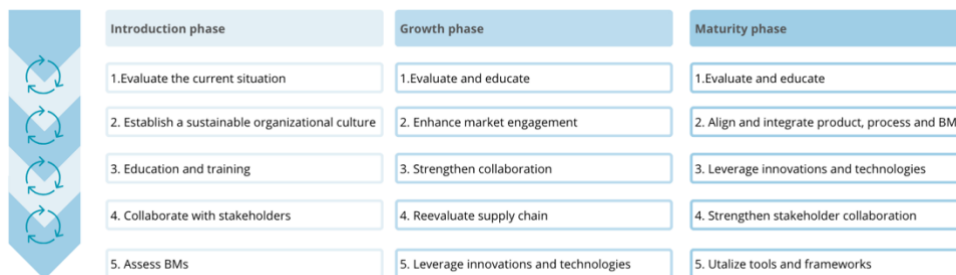 Introduction phase
Growth phase
Maturity phase
1.Evaluate the current situation
1.Evaluate and educate
1.Evaluate and educate
2. Establish a sustainable organizational culture
2. Enhance market engagement
2. Align and integrate product, process and BM
3. Education and training
3. Strengthen collaboration
3. Leverage innovations and technologies
4. Collaborate with stakeholders
4. Reevaluate supply chain
4. Strengthen stakeholder collaboration
5. Assess BMs
5. Leverage innovations and technologies
5. Utalize tools and frameworks